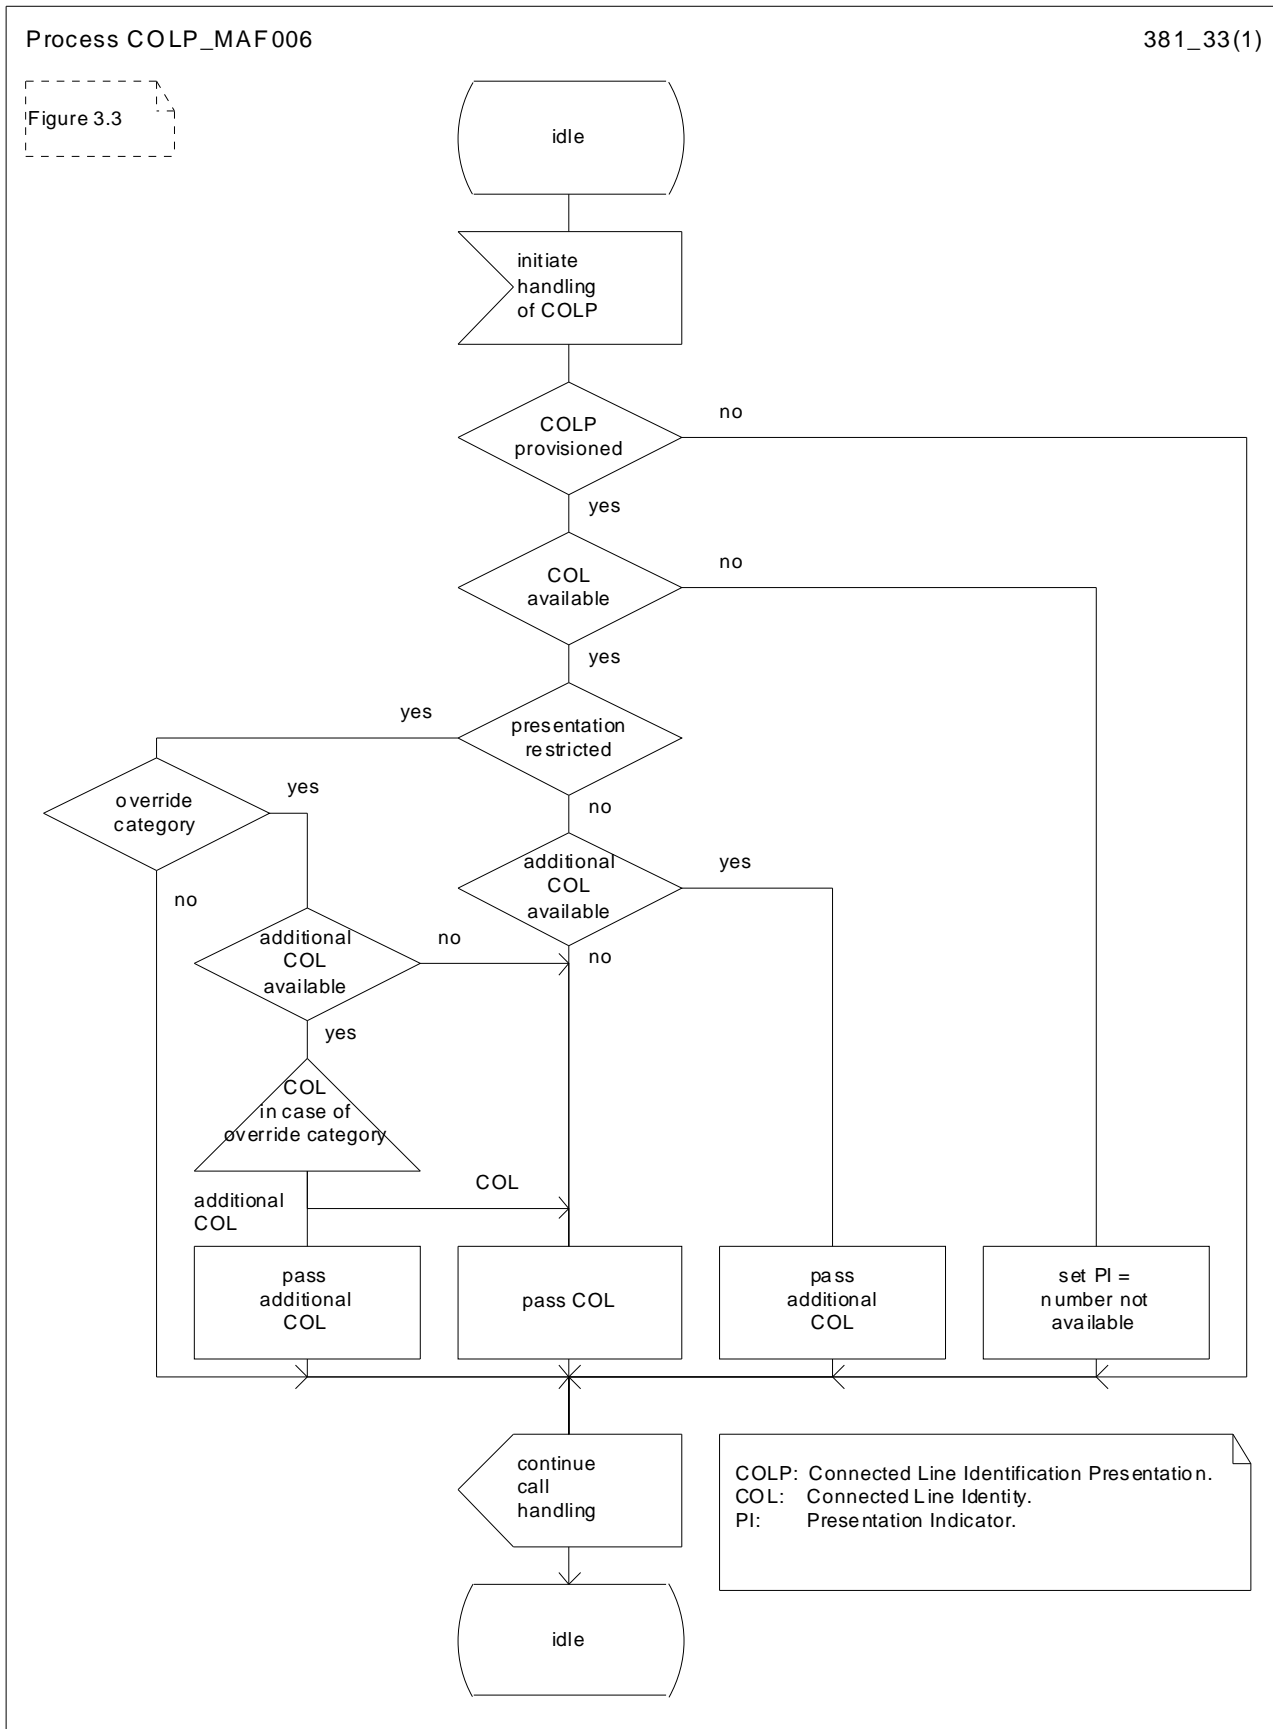 Process COLP_MAF006
381_33(1)
Figure 3.3
idle
initiate
handling
of COLP
COLP
provisioned
no
yes
COL
available
no
yes
presentation
restricted
yes
no
override
category
yes
no
additional
COL
available
yes
no
additional
COL
available
no
yes
COL
in case of
override category
additional
COL
COL
pass
additional
COL
pass COL
pass
additional
COL
set PI =
number not
available
continue
call
handling
COLP: Connected Line Identification Presentation.
COL: Connected Line Identity.
PI: Presentation Indicator.
idle